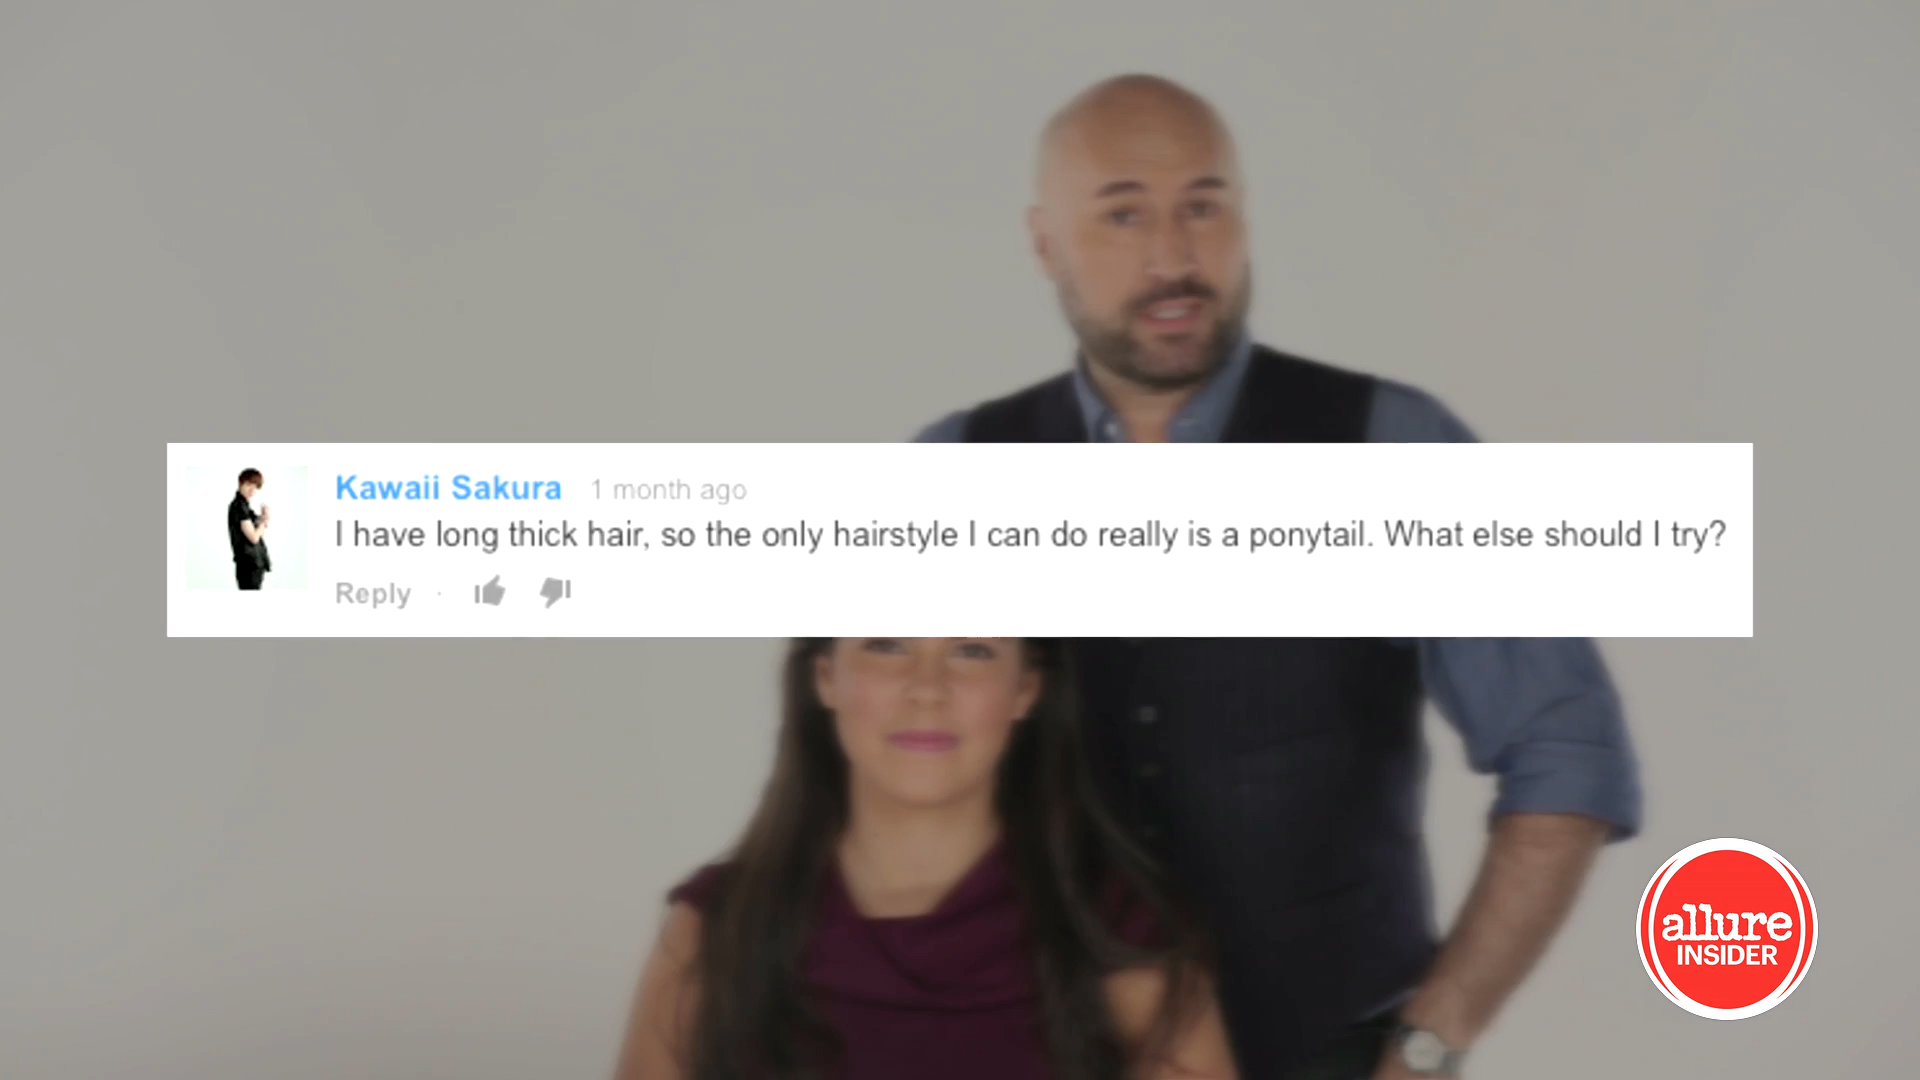 Kawaii Sakura 1 month ago
I have long thick hair, so the only hairstyle I can do really is a ponytail. What else should I try?
Reply ·
allure
INSIDER